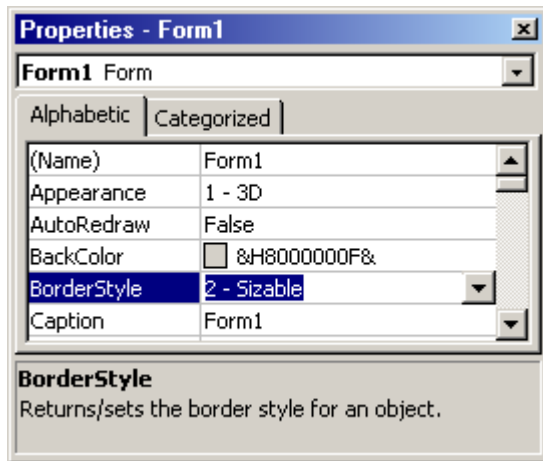 Properties - Form1
Form1 Form
Alphabetic Categorized
(Name) Form1
Appearance 1 - 3D
AutoRedraw False
BackColor &H8000000F&
BorderStyle 2 - Sizable
Caption Form1
BorderStyle
Returns/sets the border style for an object.